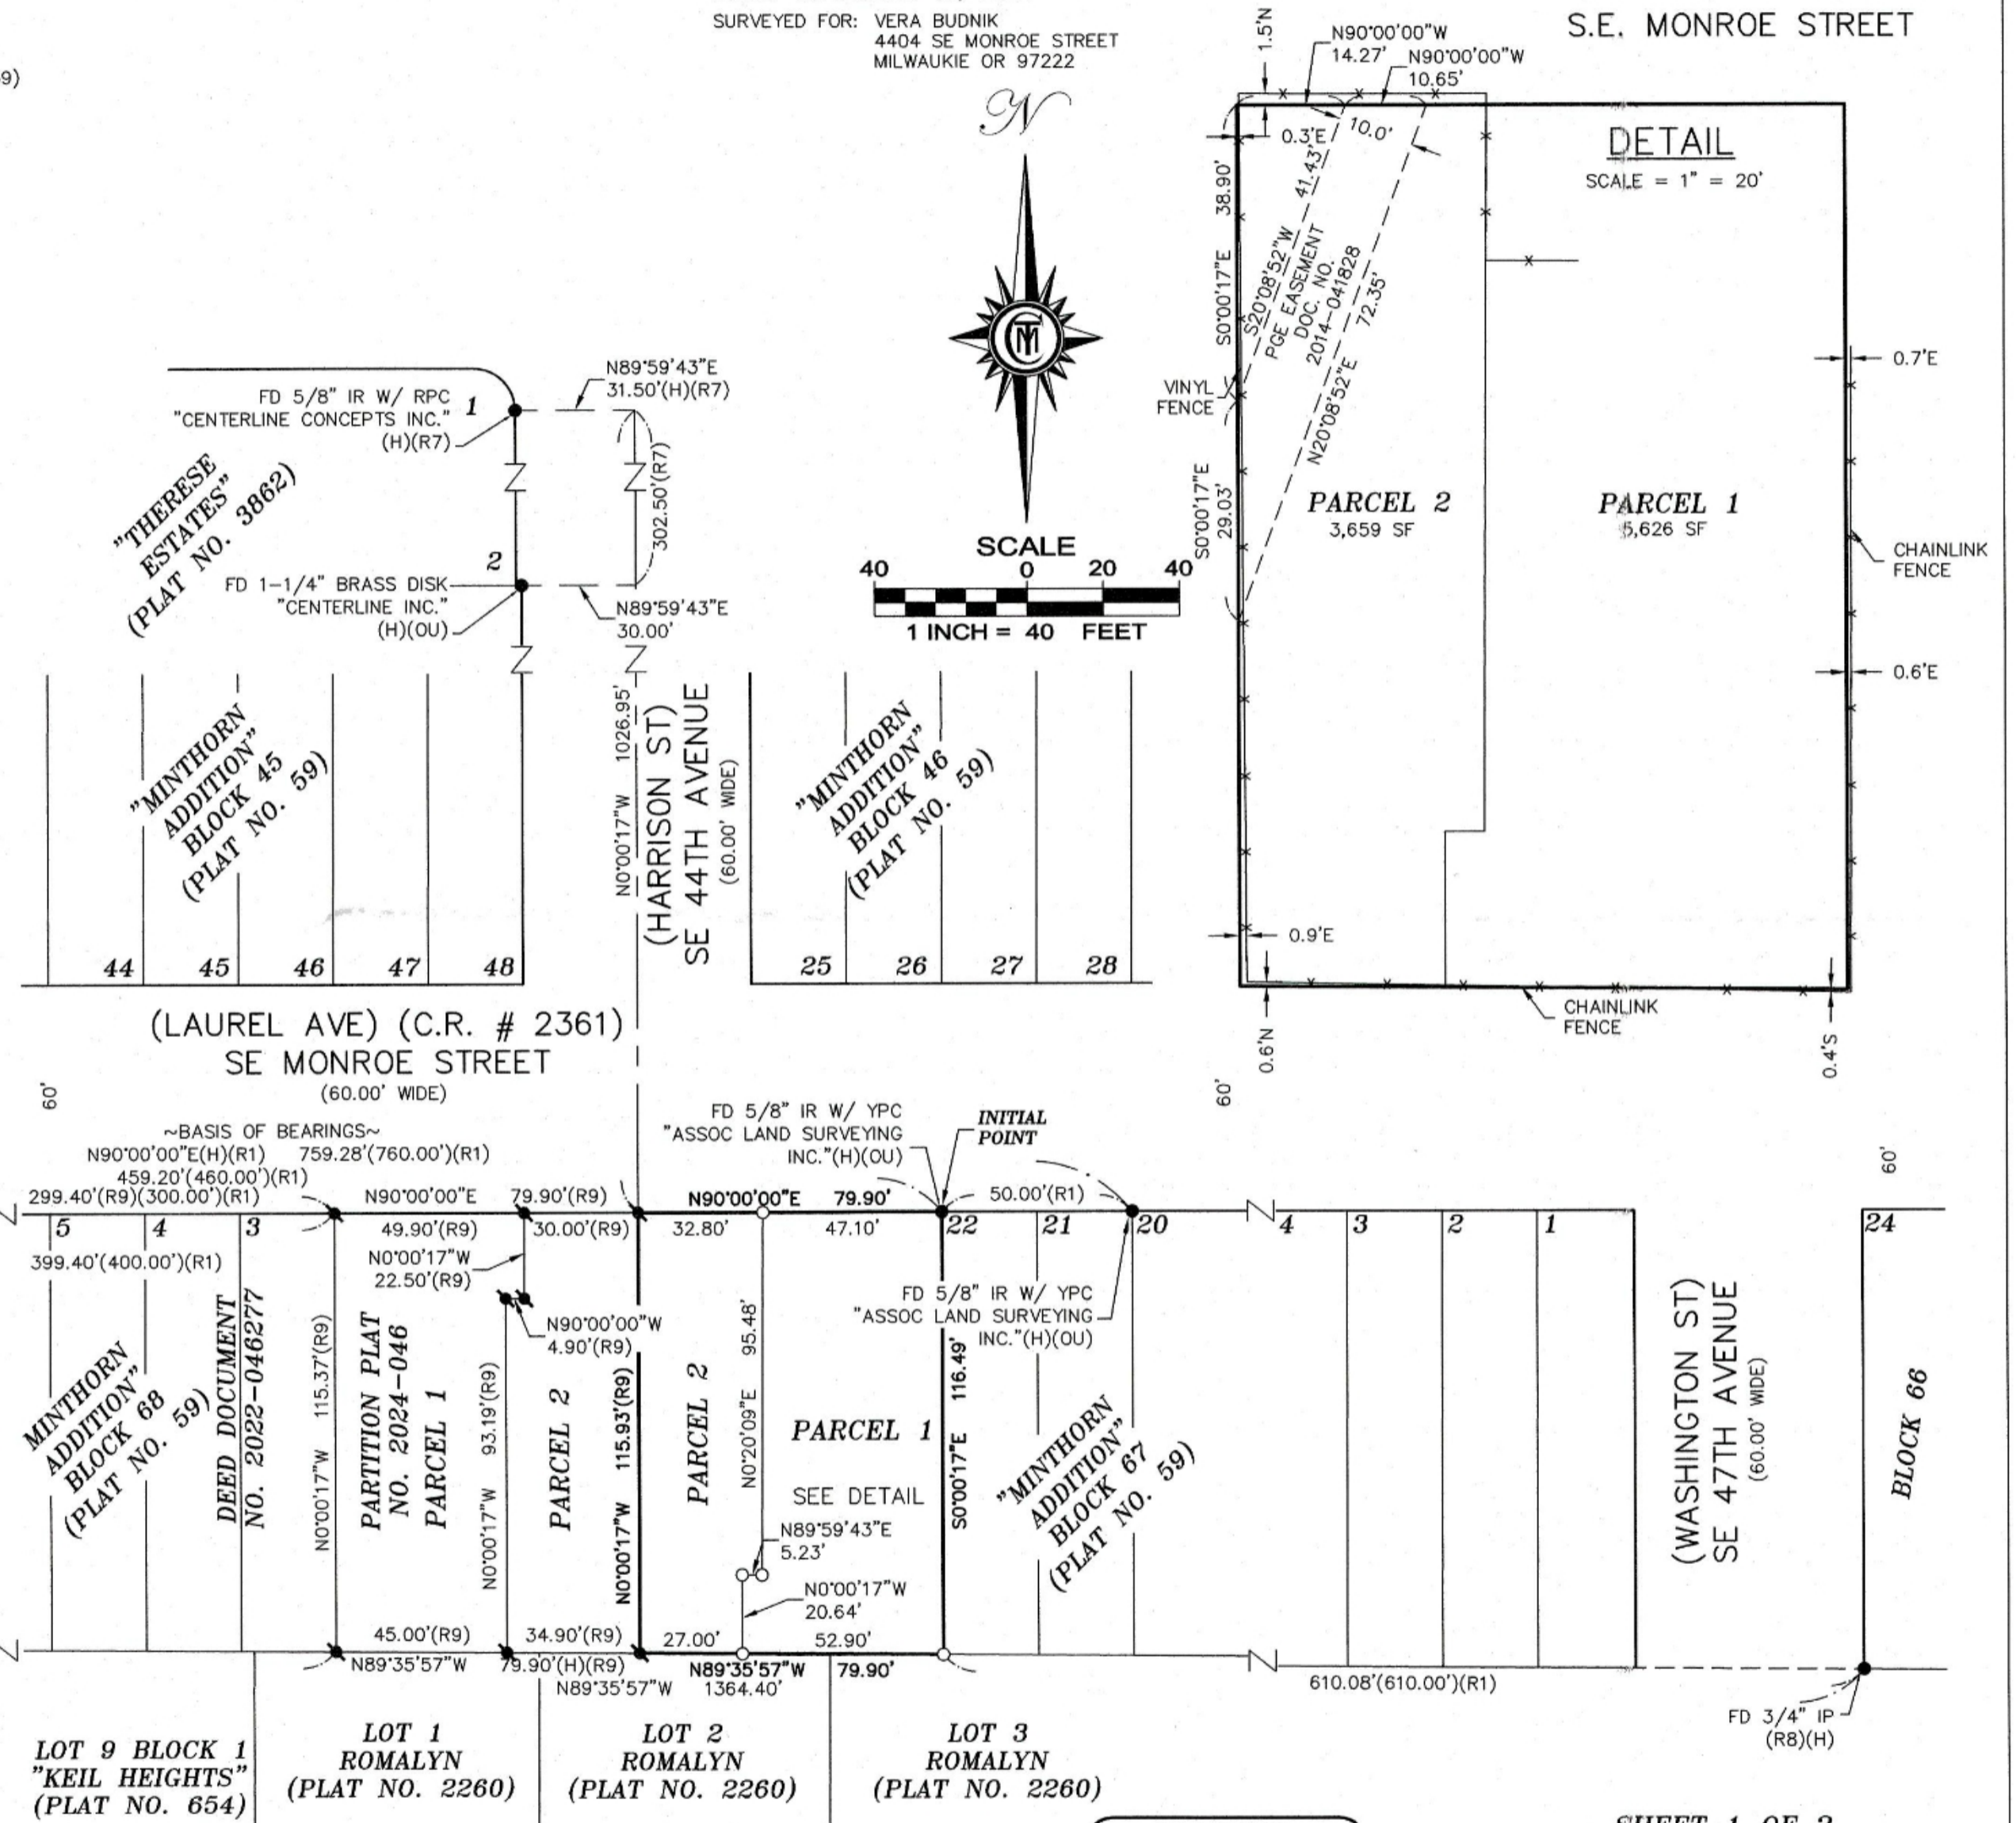 SURVEYED FOR: VERA BUDNIK
4404 SE MONROE STREET
MILWAUKIE OR 97222
9)
N
S.E. MONROE STREET
1.5'N
N90°00'00"W
14.27'
N90°00'00"W
10.65'
0.3'E
10.0'
DETAIL
SCALE = 1" = 20'
38.90'
S0°00'17"E
41.43'
S20°08'52"W
PGE EASEMENT
DOC. NO.
2014-041828
72.35'
N20°08'52"E
VINYL
FENCE
S0°00'17"E
29.03'
PARCEL 2
3,659 SF
PARCEL 1
5,626 SF
0.7'E
CHAINLINK
FENCE
0.6'E
0.9'E
0.6'N
CHAINLINK
FENCE
0.4'S
FD 5/8" IR W/ RPC
"CENTERLINE CONCEPTS INC."
(H)(R7)
1
N89°59'43"E
31.50'(H)(R7)
302.50'(R7)
"THERESE
ESTATES"
(PLAT NO. 3862)
2
FD 1-1/4" BRASS DISK
"CENTERLINE INC."
(H)(OU)
N89°59'43"E
30.00'
SCALE
40 0 20 40
1 INCH = 40 FEET
"MINTHORN
ADDITION"
BLOCK 45
(PLAT NO. 59)
44 45 46 47 48
N0°00'17"W 1026.95'
(HARRISON ST)
SE 44TH AVENUE
(60.00' WIDE)
"MINTHORN
ADDITION"
BLOCK 46
(PLAT NO. 59)
25 26 27 28
(LAUREL AVE) (C.R. # 2361)
SE MONROE STREET
(60.00' WIDE)
60'
60'
60'
~BASIS OF BEARINGS~
N90°00'00"E(H)(R1) 759.28'(760.00')(R1)
459.20'(460.00')(R1)
299.40'(R9)(300.00')(R1)
N90°00'00"E 79.90'(R9)
N90°00'00"E 79.90'
FD 5/8" IR W/ YPC
"ASSOC LAND SURVEYING
INC."(H)(OU)
INITIAL
POINT
50.00'(R1)
5 4 3
49.90'(R9) 30.00'(R9) 32.80' 47.10'
22 21 20 4 3 2 1 24
399.40'(400.00')(R1)
N0°00'17"W
22.50'(R9)
N90°00'00"W
4.90'(R9)
FD 5/8" IR W/ YPC
"ASSOC LAND SURVEYING
INC."(H)(OU)
MINTHORN
ADDITION"
BLOCK 68
(PLAT NO. 59)
DEED DOCUMENT
NO. 2022-046277
N0°00'17"W 115.37'(R9)
PARTITION PLAT
NO. 2024-046
PARCEL 1
N0°00'17"W 93.19'(R9)
PARCEL 2
N0°00'17"W 115.93'(R9)
PARCEL 2
N0°20'09"E 95.48'
PARCEL 1
SEE DETAIL
N89°59'43"E
5.23'
N0°00'17"W
20.64'
S0°00'17"E 116.49'
"MINTHORN
ADDITION"
BLOCK 67
(PLAT NO. 59)
(WASHINGTON ST)
SE 47TH AVENUE
(60.00' WIDE)
BLOCK 66
45.00'(R9) 34.90'(R9) 27.00' 52.90'
N89°35'57"W 79.90'(H)(R9) N89°35'57"W 79.90'
N89°35'57"W 1364.40'
610.08'(610.00')(R1)
FD 3/4" IP
(R8)(H)
LOT 9 BLOCK 1
"KEIL HEIGHTS"
(PLAT NO. 654)
LOT 1
ROMALYN
(PLAT NO. 2260)
LOT 2
ROMALYN
(PLAT NO. 2260)
LOT 3
ROMALYN
(PLAT NO. 2260)
SHEET 1 OF 2